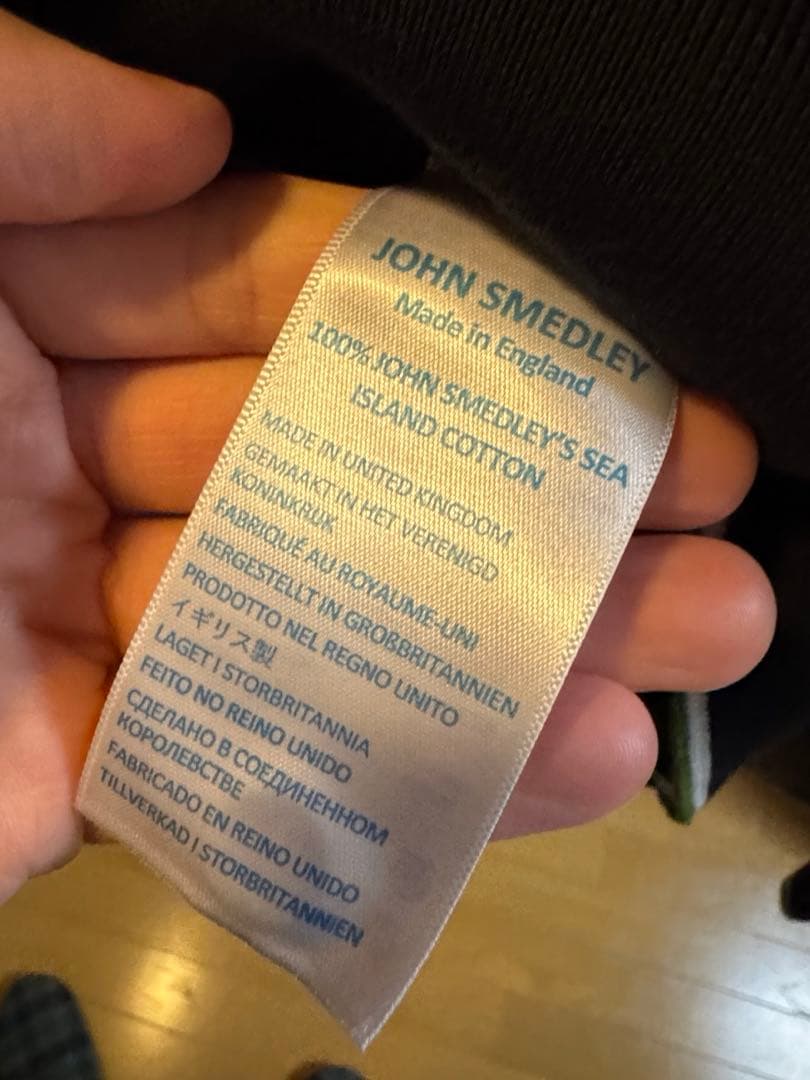 JOHN SMEDLEY
Made in England
100% JOHN SMEDLEY'S SEA
ISLAND COTTON
MADE IN UNITED KINGDOM
GEMAAKT IN HET VERENIGD
KONINKRIJK
FABRIQUÉ AU ROYAUME-UNI
HERGESTELLT IN GROẞBRITANNIEN
PRODOTTO NEL REGNO UNITO
イギリス製
LAGET I STORBRITANNIA
FEITO NO REINO UNIDO
СДЕЛАНО В СОЕДИНЕННОМ
КОРОЛЕВСТВЕ
FABRICADO EN REINO UNIDO
TILLVERKAD I STORBRITANNIEN